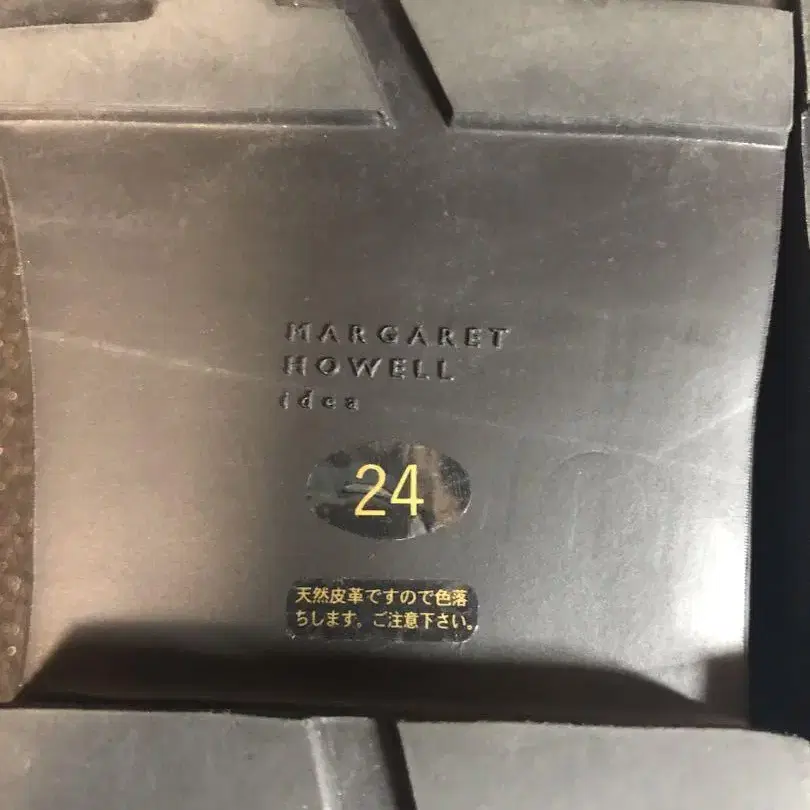 MARGARET
HOWELL
idea
24
天然皮革ですので色落
ちします。ご注意下さい。